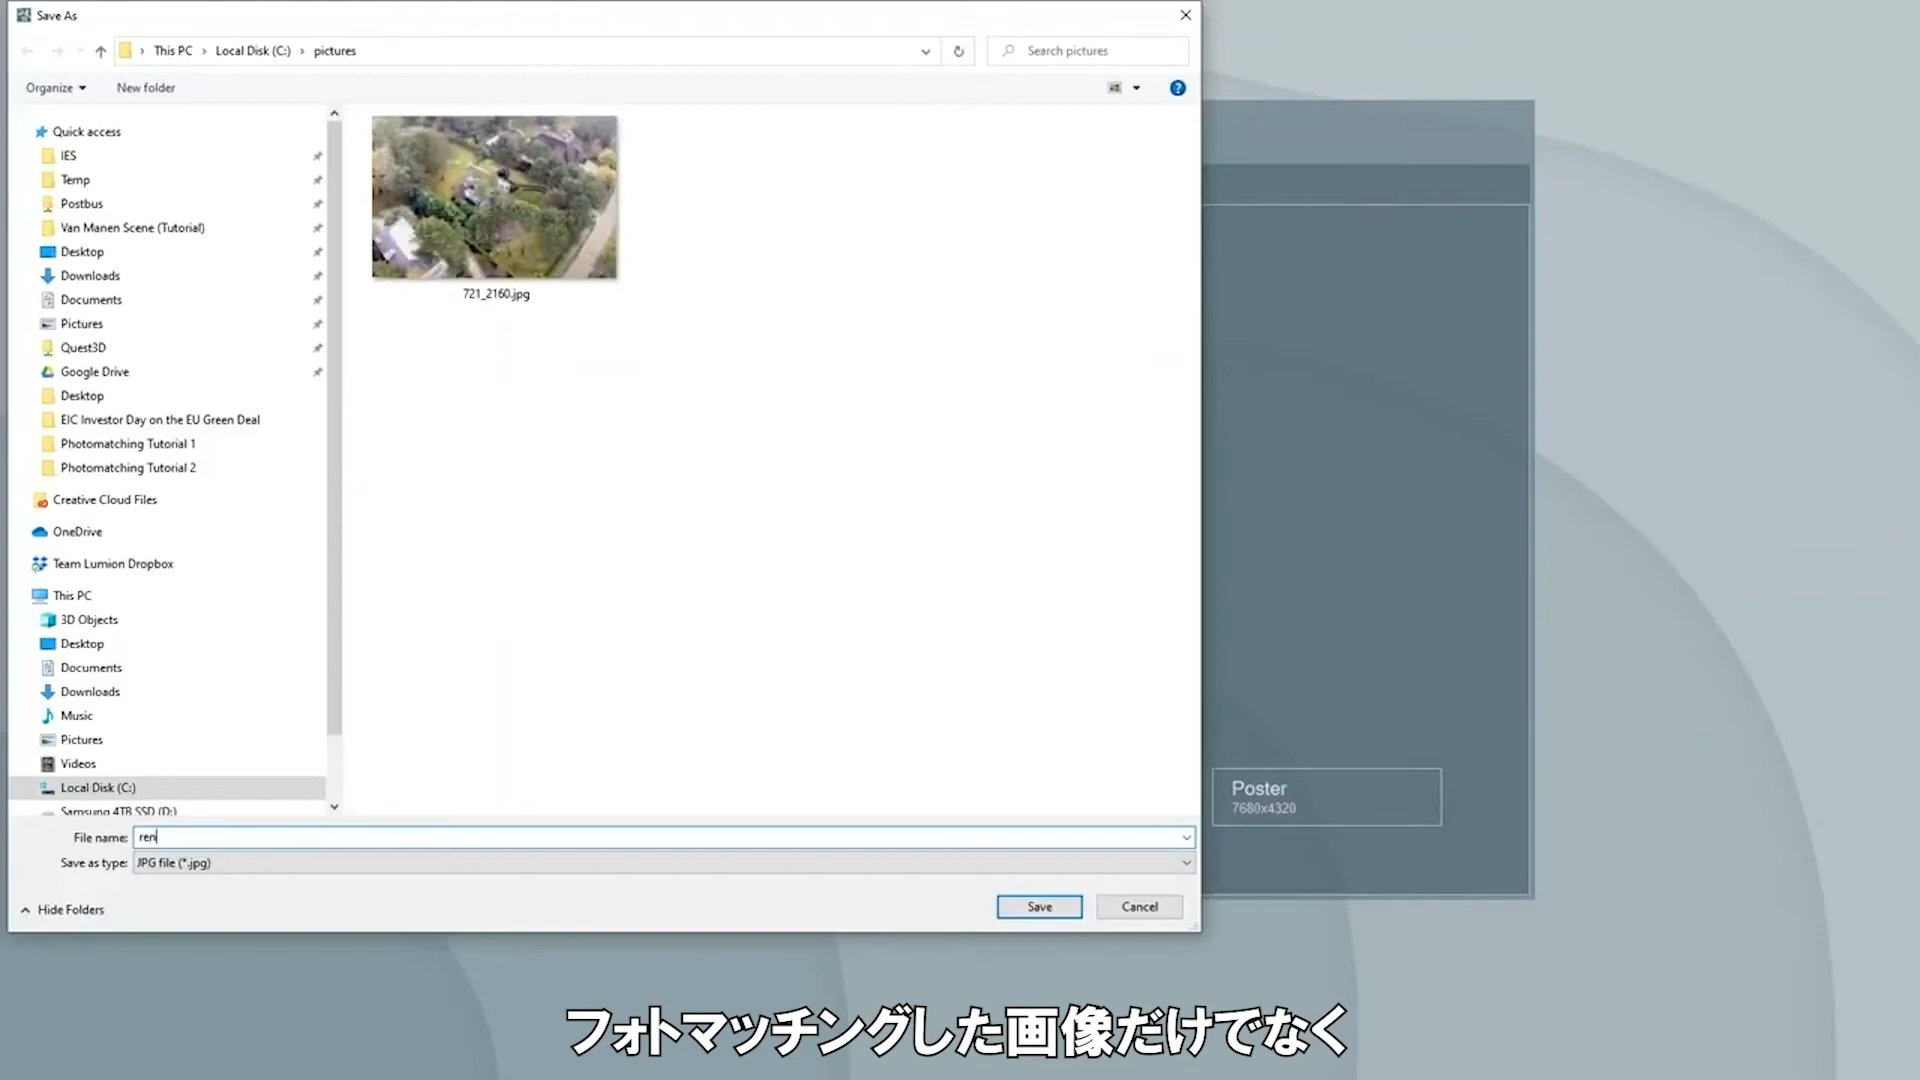 Save As
This PC › Local Disk (C:) › pictures
Search pictures
Organize
New folder
Quick access
IES
Temp
Postbus
Van Manen Scene (Tutorial)
Desktop
Downloads
Documents
Pictures
Quest3D
Google Drive
Desktop
EIC Investor Day on the EU Green Deal
Photomatching Tutorial 1
Photomatching Tutorial 2
Creative Cloud Files
OneDrive
Team Lumion Dropbox
This PC
3D Objects
Desktop
Documents
Downloads
Music
Pictures
Videos
Local Disk (C:)
Samsung 4TB SSD (D:)
721_2160.jpg
File name: ren
Save as type: JPG file (*.jpg)
Hide Folders
Save
Cancel
Poster
7680x4320
フォトマッチングした画像だけでなく